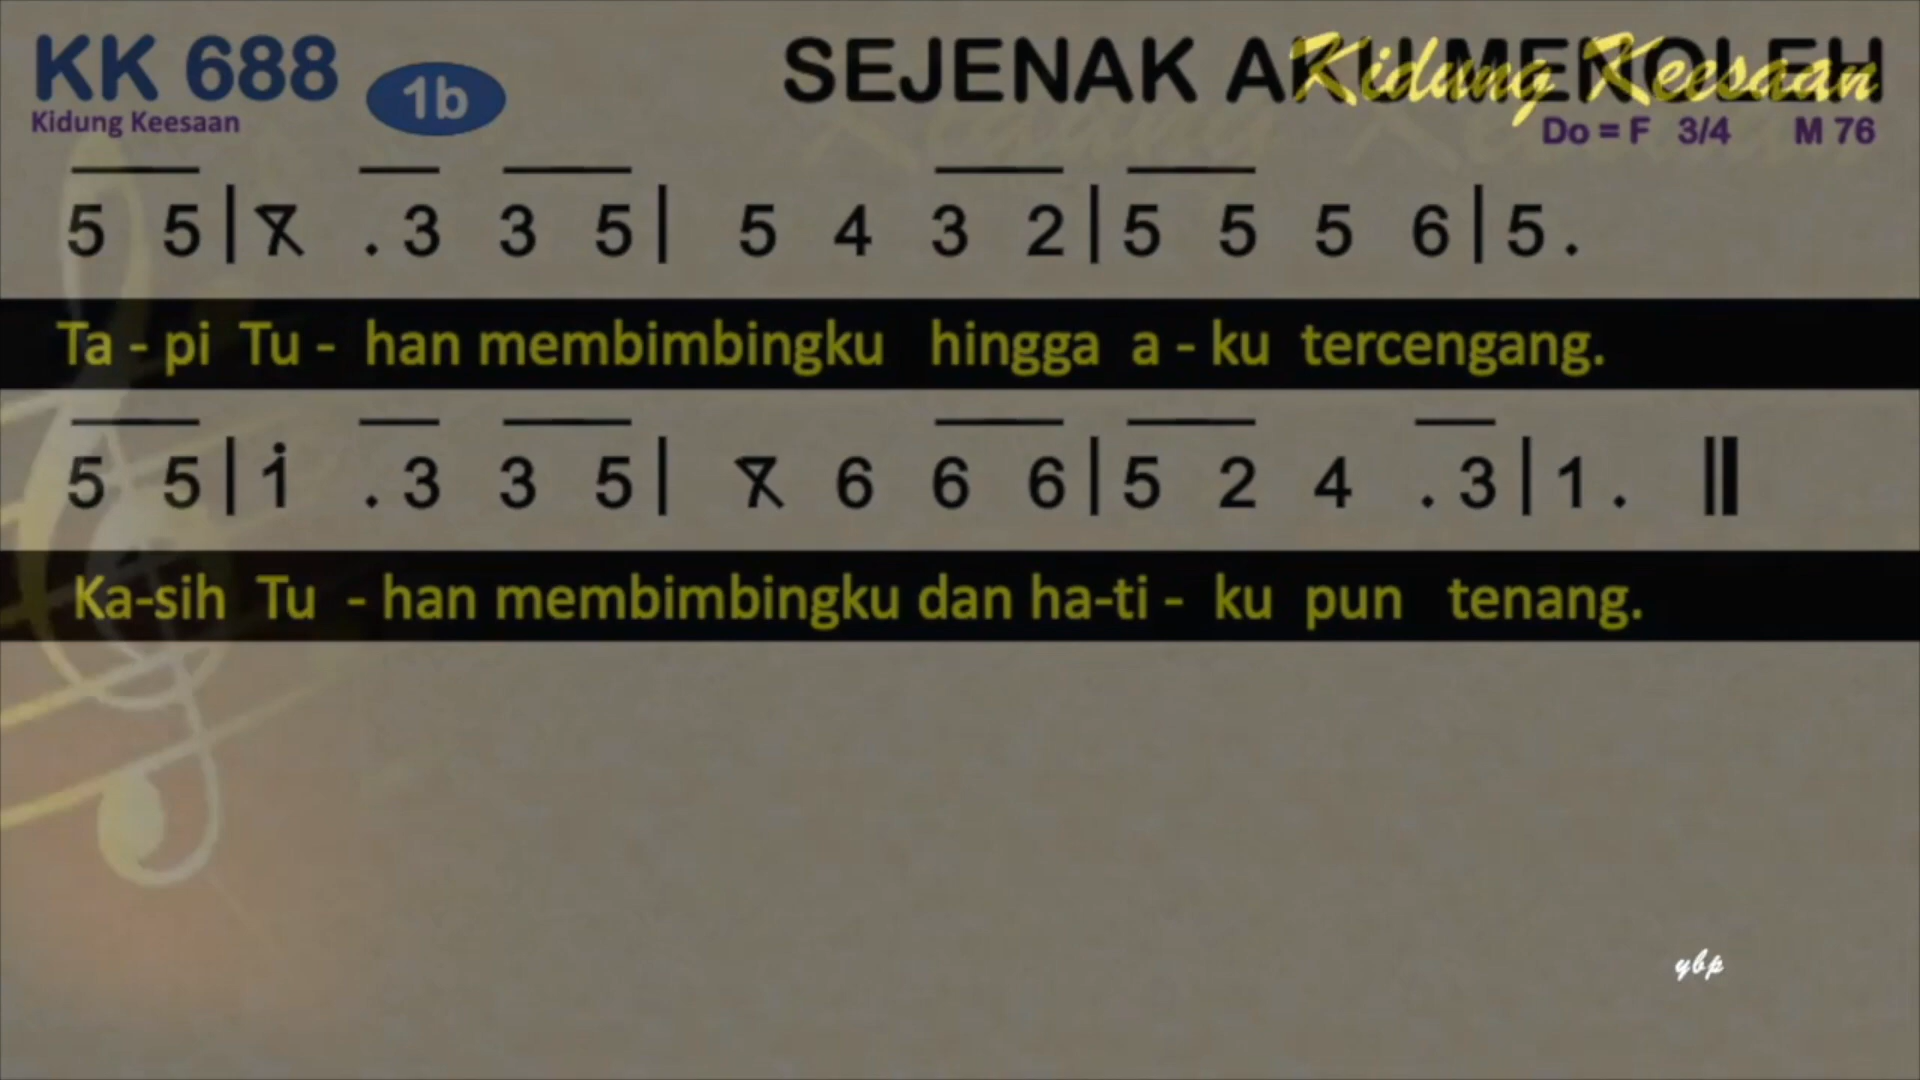 KK 688 1b SEJENAK AKU MENOLEH
Kidung Keesaan
Kidung Keesaan Do = F 3/4 M 76
5 5 | 7̸ . 3 3 5 | 5 4 3 2 | 5 5 5 6 | 5 .
Ta - pi Tu - han membimbingku hingga a - ku tercengang.
5 5 | 1̇ . 3 3 5 | 7̸ 6 6 6 | 5 2 4 . 3 | 1 . ||
Ka-sih Tu - han membimbingku dan ha-ti - ku pun tenang.
ybp